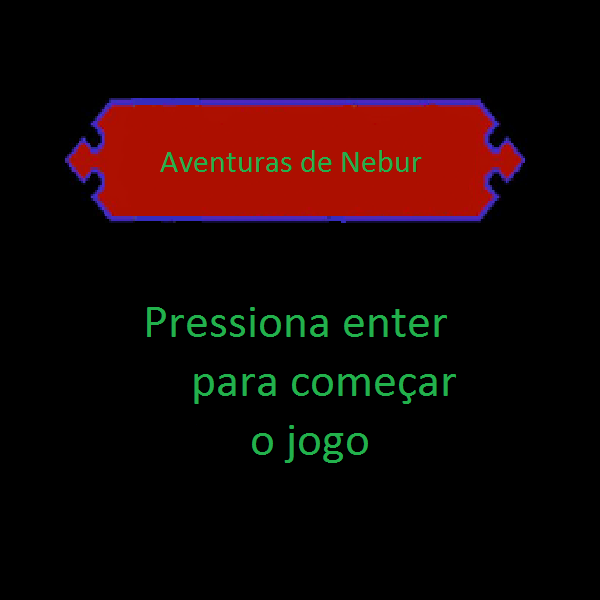 Aventuras de Nebur
Pressiona enter
para começar
o jogo